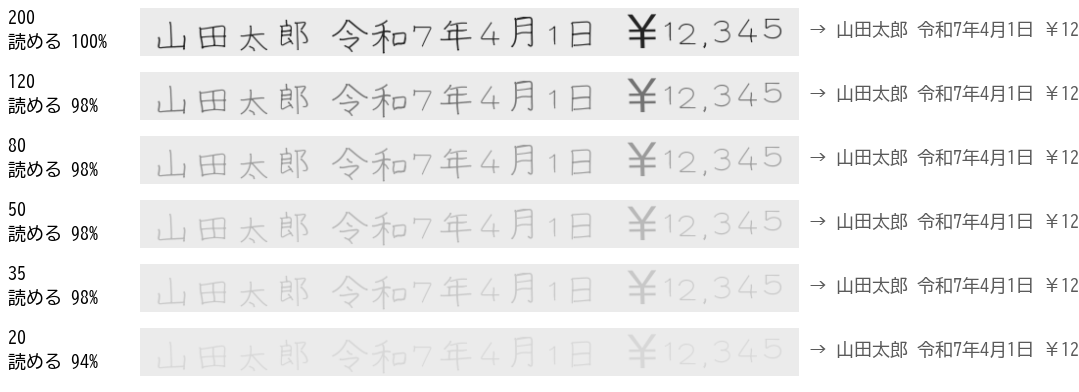 200
読める 100% 山田太郎 令和7年4月1日 ¥12,345 → 山田太郎 令和7年4月1日 ¥12
120
読める 98% 山田太郎 令和7年4月1日 ¥12,345 → 山田太郎 令和7年4月1日 ¥12
80
読める 98% 山田太郎 令和7年4月1日 ¥12,345 → 山田太郎 令和7年4月1日 ¥12
50
読める 98% 山田太郎 令和7年4月1日 ¥12,345 → 山田太郎 令和7年4月1日 ¥12
35
読める 98% 山田太郎 令和7年4月1日 ¥12,345 → 山田太郎 令和7年4月1日 ¥12
20
読める 94% 山田太郎 令和7年4月1日 ¥12,345 → 山田太郎 令和7年4月1日 ¥12